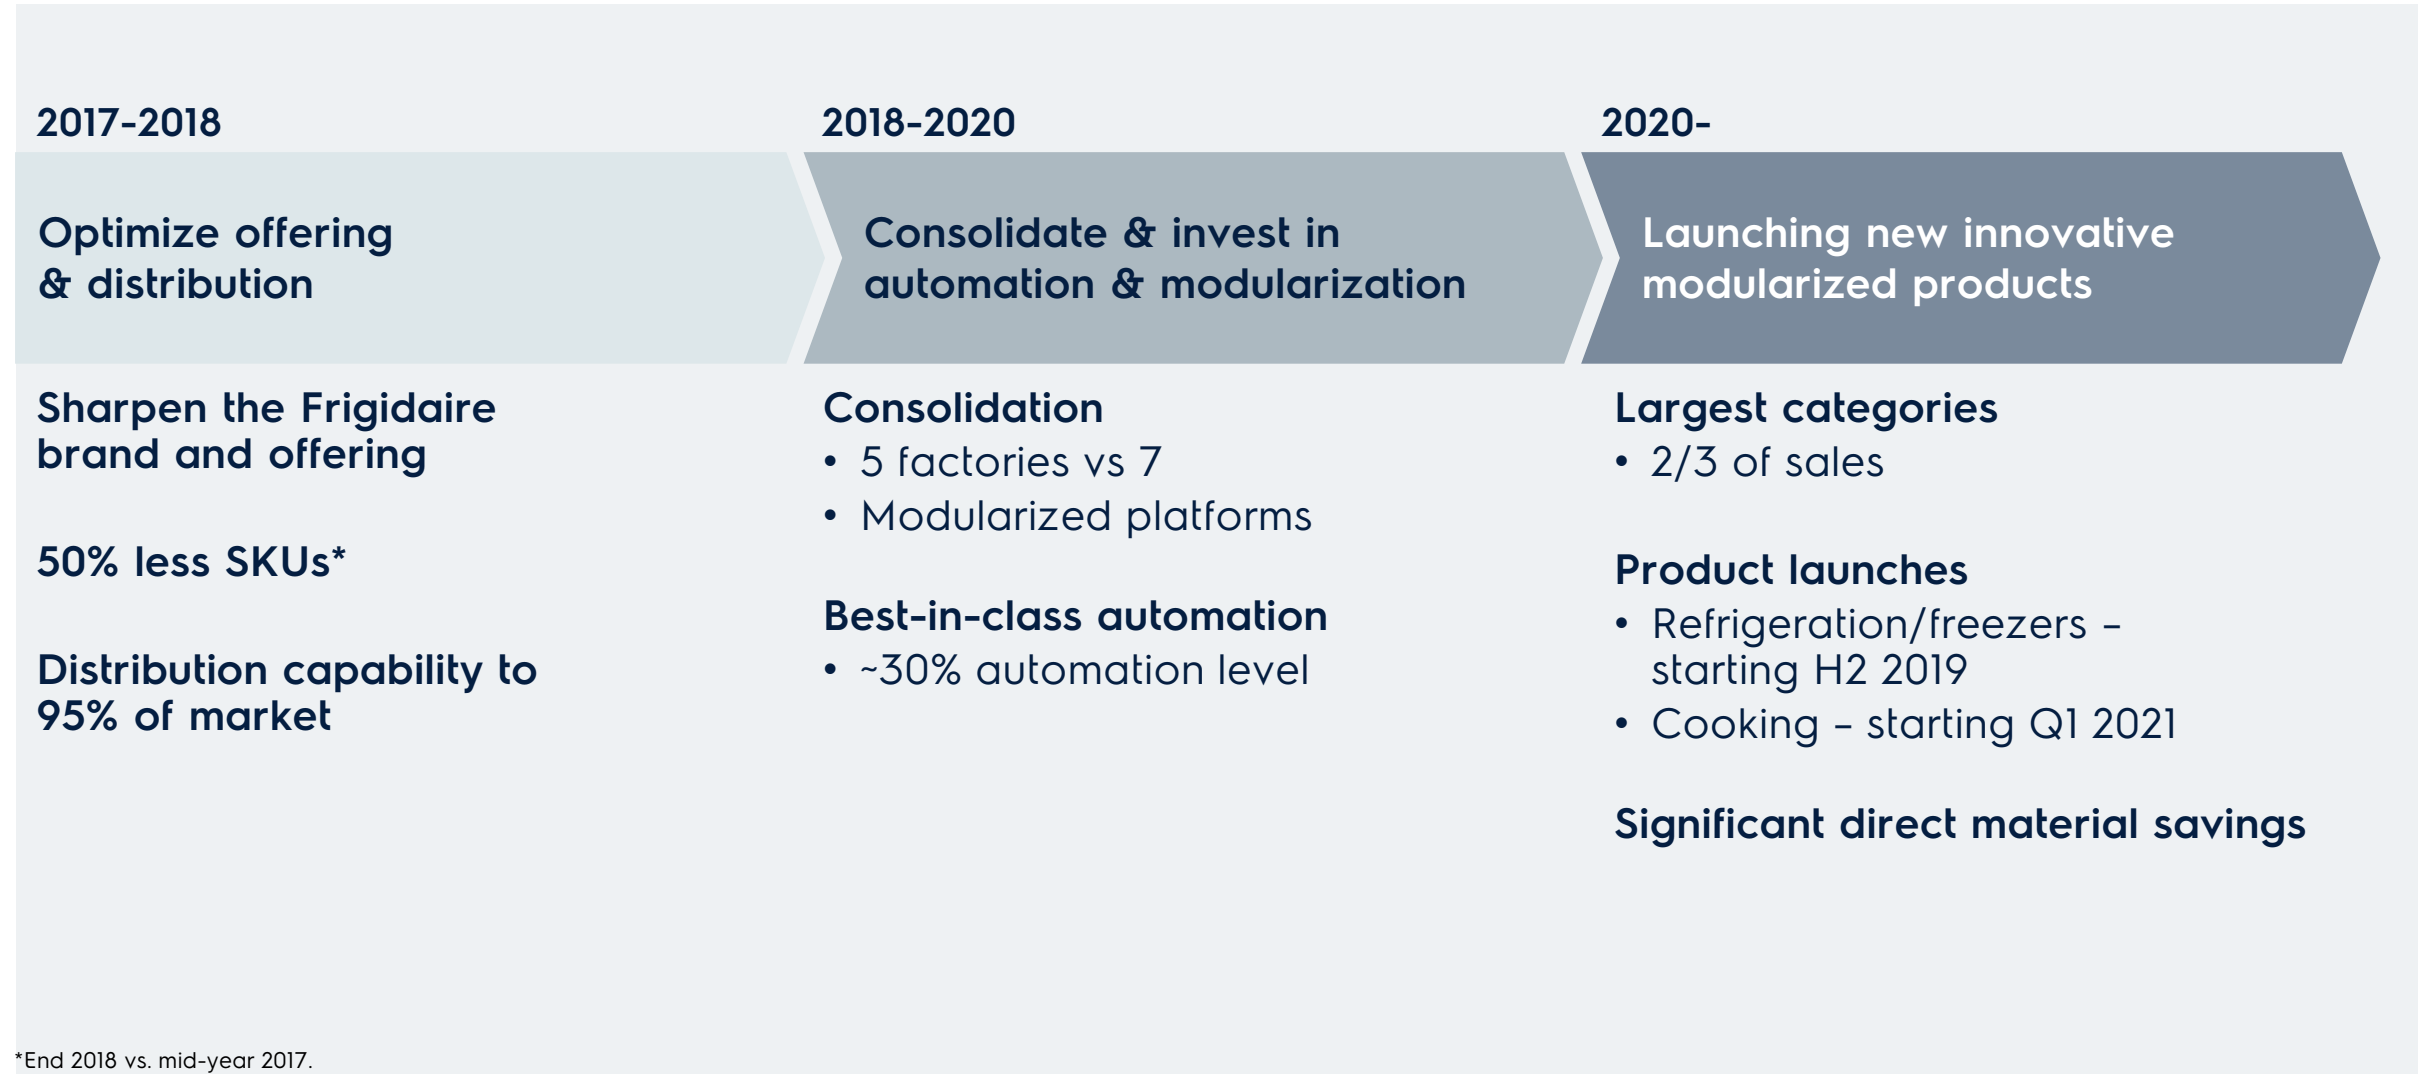 2017-2018
Optimize offering
& distribution
Sharpen the Frigidaire
brand and offering
50% less SKUs*
Distribution capability to
95% of market
2018-2020
Consolidate & invest in
automation & modularization
Consolidation
• 5 factories vs 7
• Modularized platforms
Best-in-class automation
• ~30% automation level
2020-
Launching new innovative
modularized products
Largest categories
• 2/3 of sales
Product launches
• Refrigeration/freezers –
starting H2 2019
• Cooking – starting Q1 2021
Significant direct material savings
*End 2018 vs. mid-year 2017.